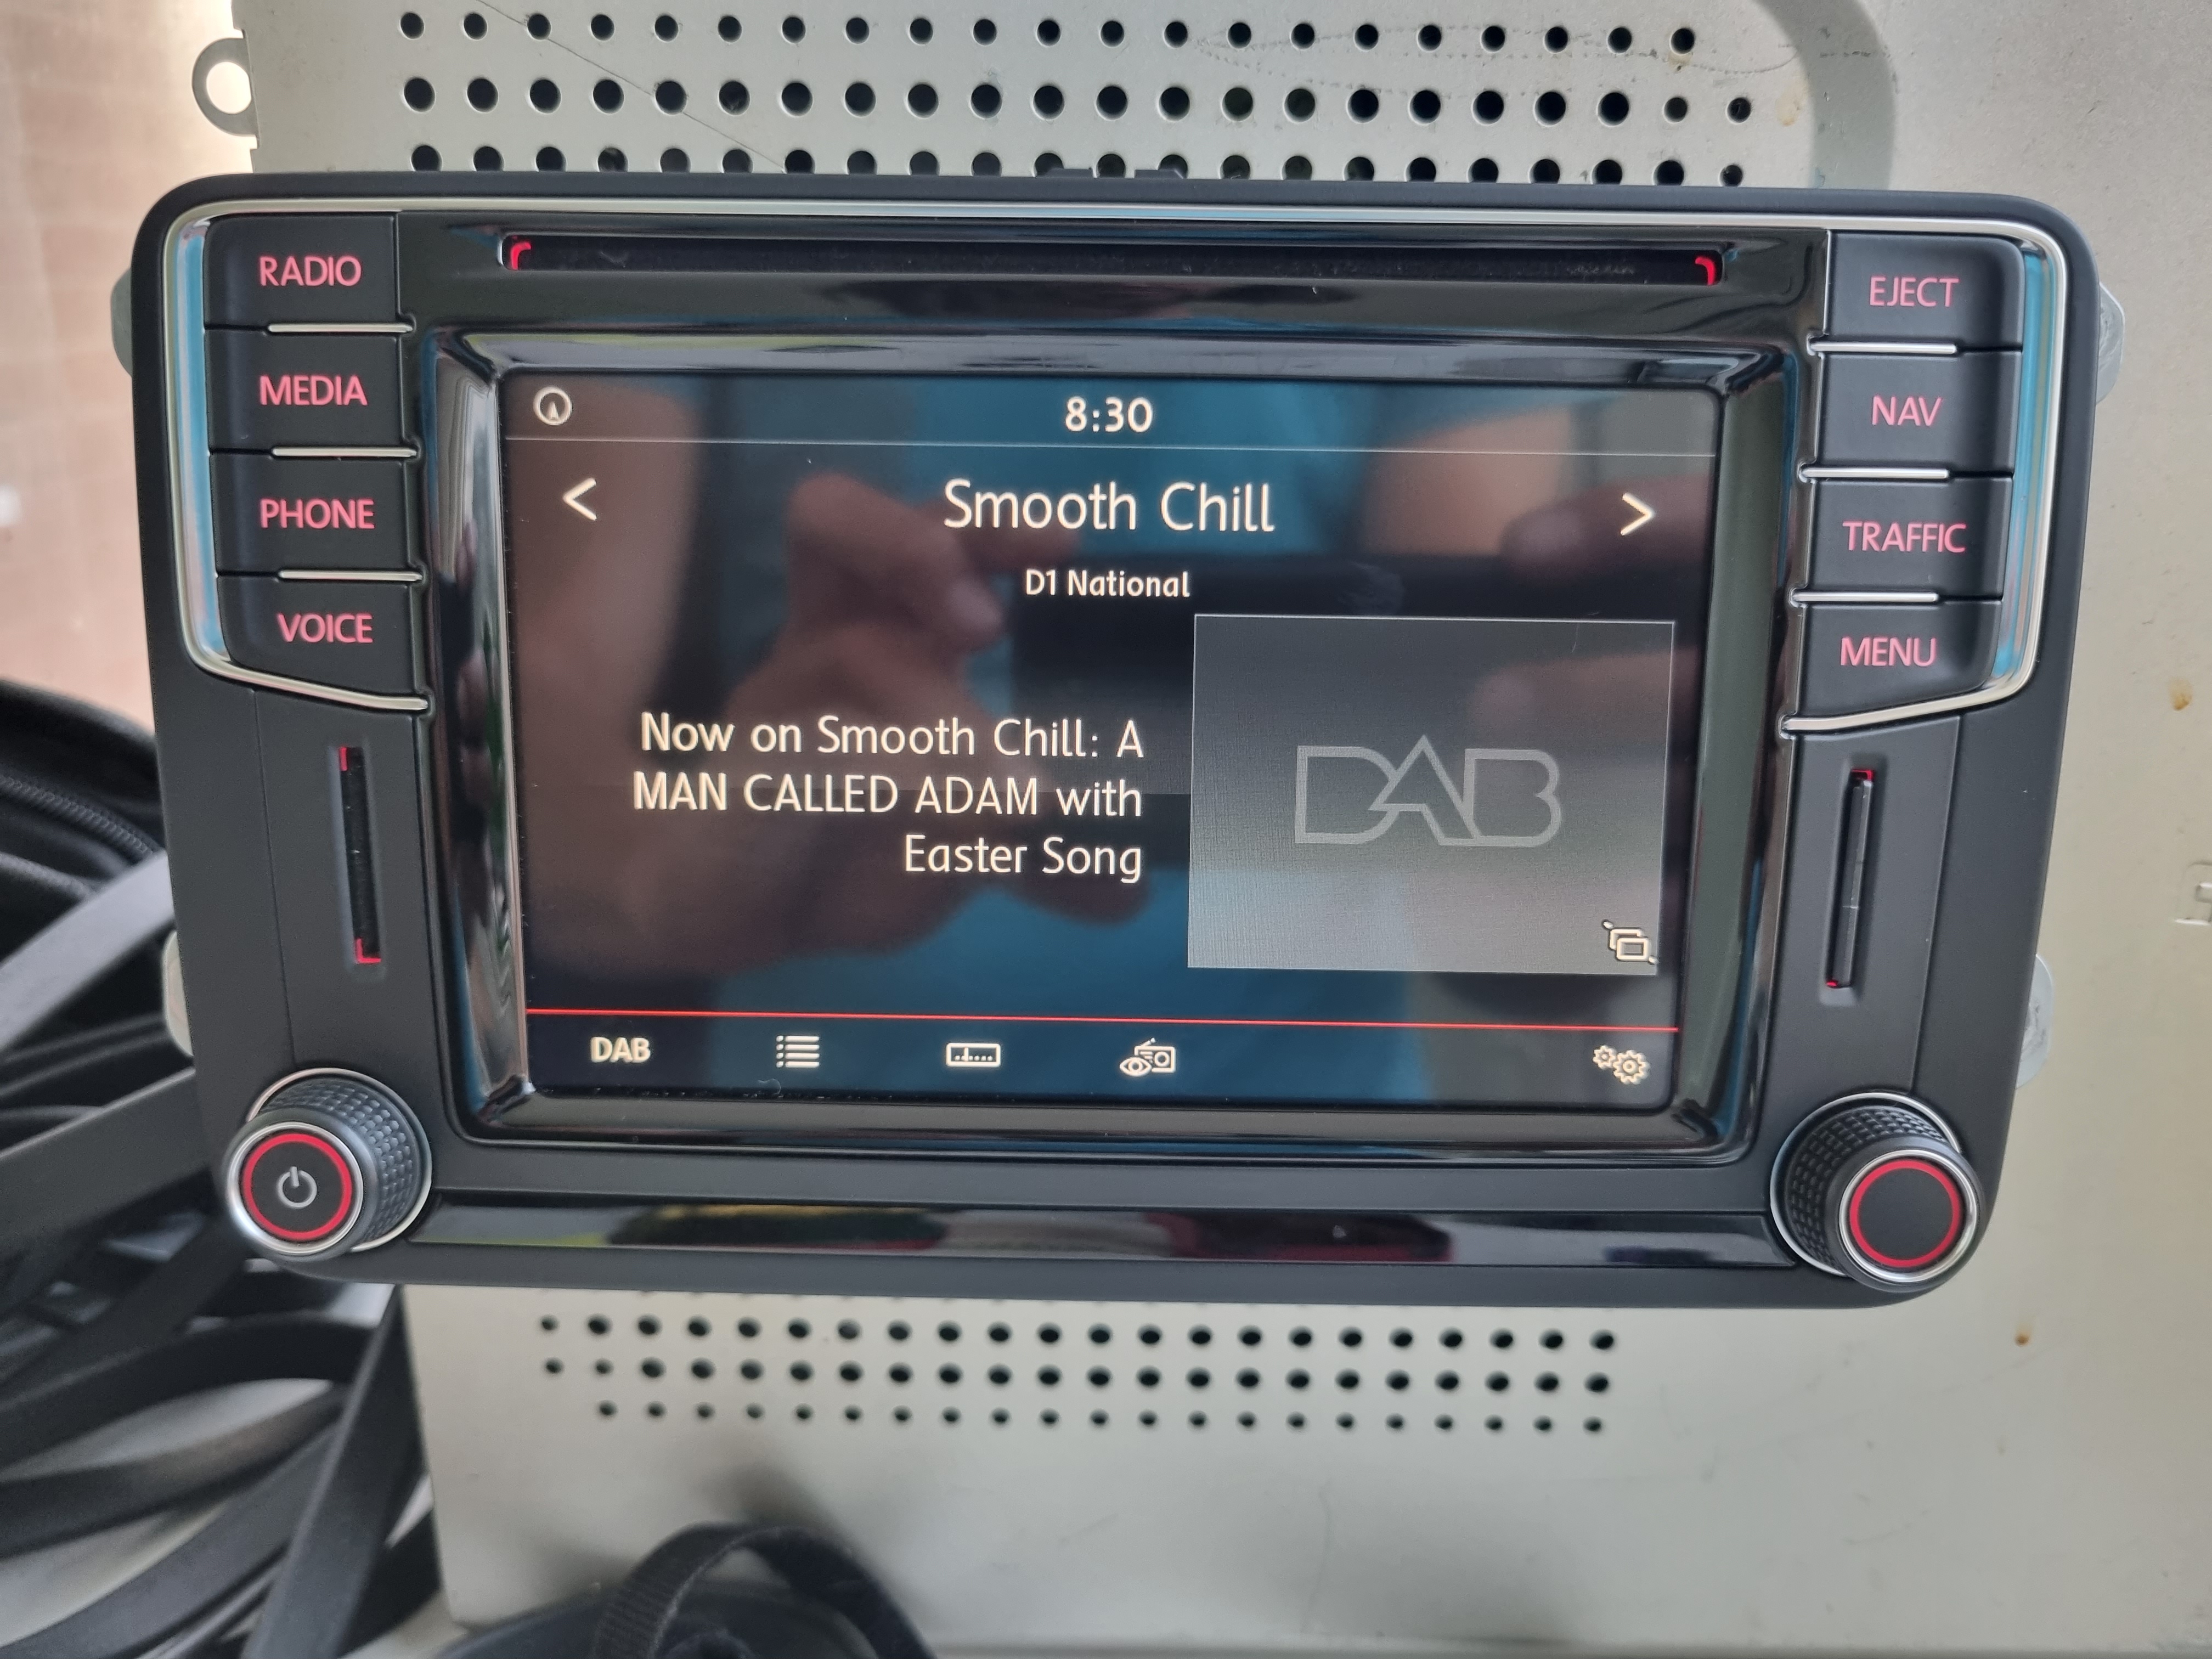 RADIO
MEDIA
PHONE
VOICE
8:30
<
Smooth Chill
>
D1 National
Now on Smooth Chill: A
MAN CALLED ADAM with
Easter Song
DAB
DAB
EJECT
NAV
TRAFFIC
MENU